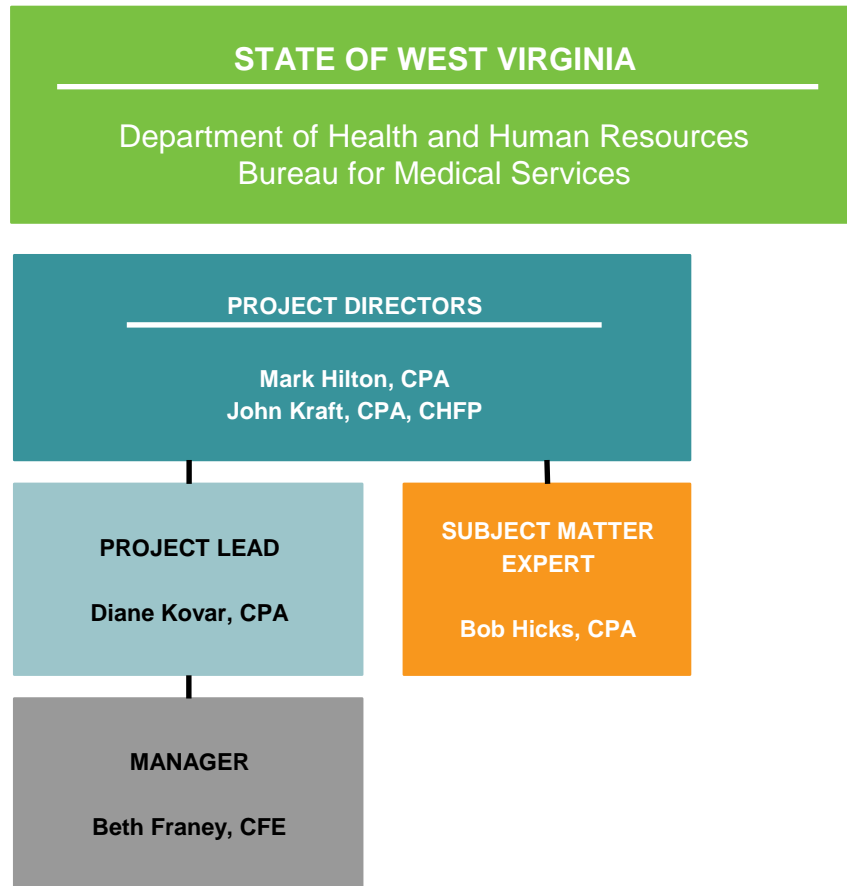 STATE OF WEST VIRGINIA
Department of Health and Human Resources
Bureau for Medical Services
PROJECT DIRECTORS
Mark Hilton, CPA
John Kraft, CPA, CHFP
PROJECT LEAD
Diane Kovar, CPA
SUBJECT MATTER
EXPERT
Bob Hicks, CPA
MANAGER
Beth Franey, CFE